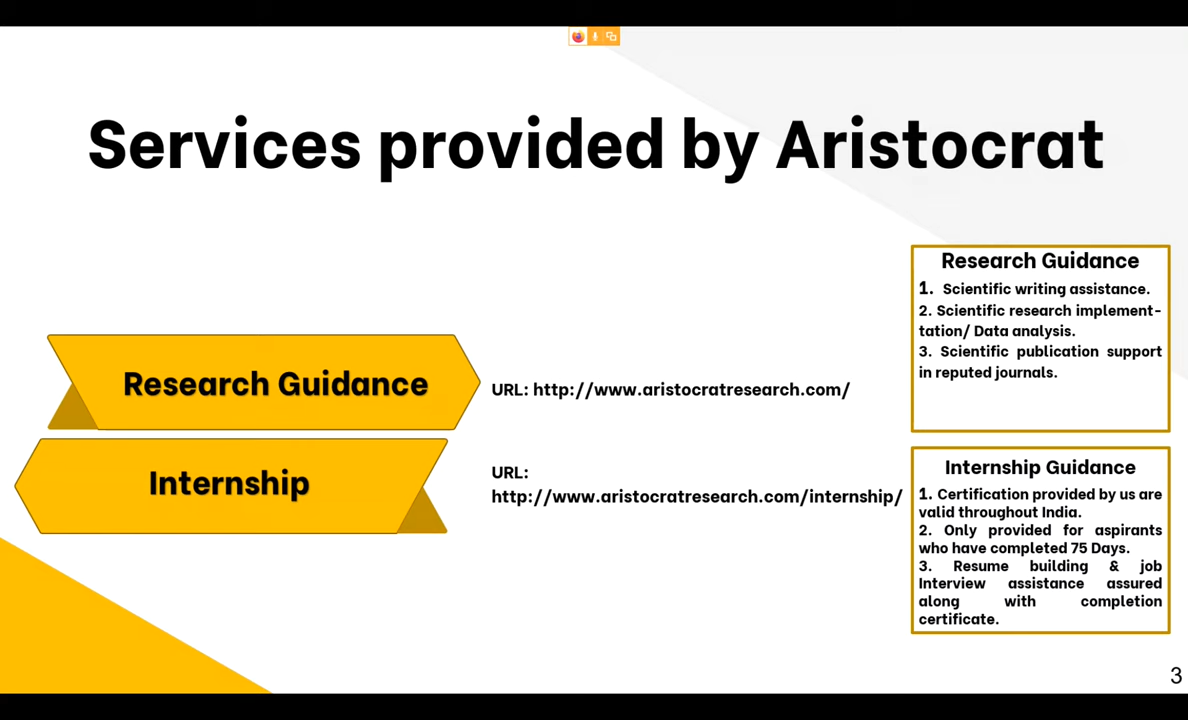 Services provided by Aristocrat
Research Guidance
URL: http://www.aristocratresearch.com/
Internship
URL:
http://www.aristocratresearch.com/internship/
Research Guidance
1. Scientific writing assistance.
2. Scientific research implement-
tation/ Data analysis.
3. Scientific publication support
in reputed journals.
Internship Guidance
1. Certification provided by us are
valid throughout India.
2. Only provided for aspirants
who have completed 75 Days.
3. Resume building & job
Interview assistance assured
along with completion
certificate.
3